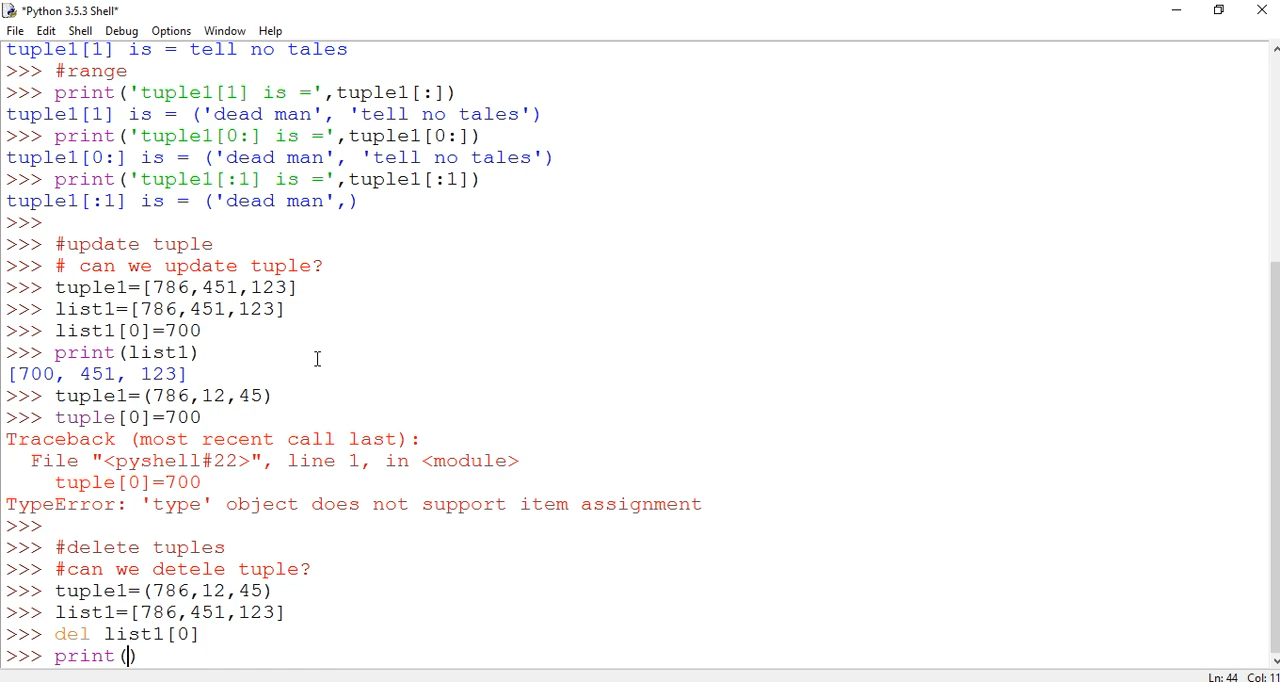 *Python 3.5.3 Shell*
File Edit Shell Debug Options Window Help
tuple1[1] is = tell no tales
>>> #range
>>> print('tuple1[1] is =',tuple1[:])
tuple1[1] is = ('dead man', 'tell no tales')
>>> print('tuple1[0:] is =',tuple1[0:])
tuple1[0:] is = ('dead man', 'tell no tales')
>>> print('tuple1[:1] is =',tuple1[:1])
tuple1[:1] is = ('dead man',)
>>>
>>> #update tuple
>>> # can we update tuple?
>>> tuple1=[786,451,123]
>>> list1=[786,451,123]
>>> list1[0]=700
>>> print(list1)
[700, 451, 123]
>>> tuple1=(786,12,45)
>>> tuple[0]=700
Traceback (most recent call last):
  File "<pyshell#22>", line 1, in <module>
    tuple[0]=700
TypeError: 'type' object does not support item assignment
>>>
>>> #delete tuples
>>> #can we detele tuple?
>>> tuple1=(786,12,45)
>>> list1=[786,451,123]
>>> del list1[0]
>>> print()
Ln: 44 Col: 11